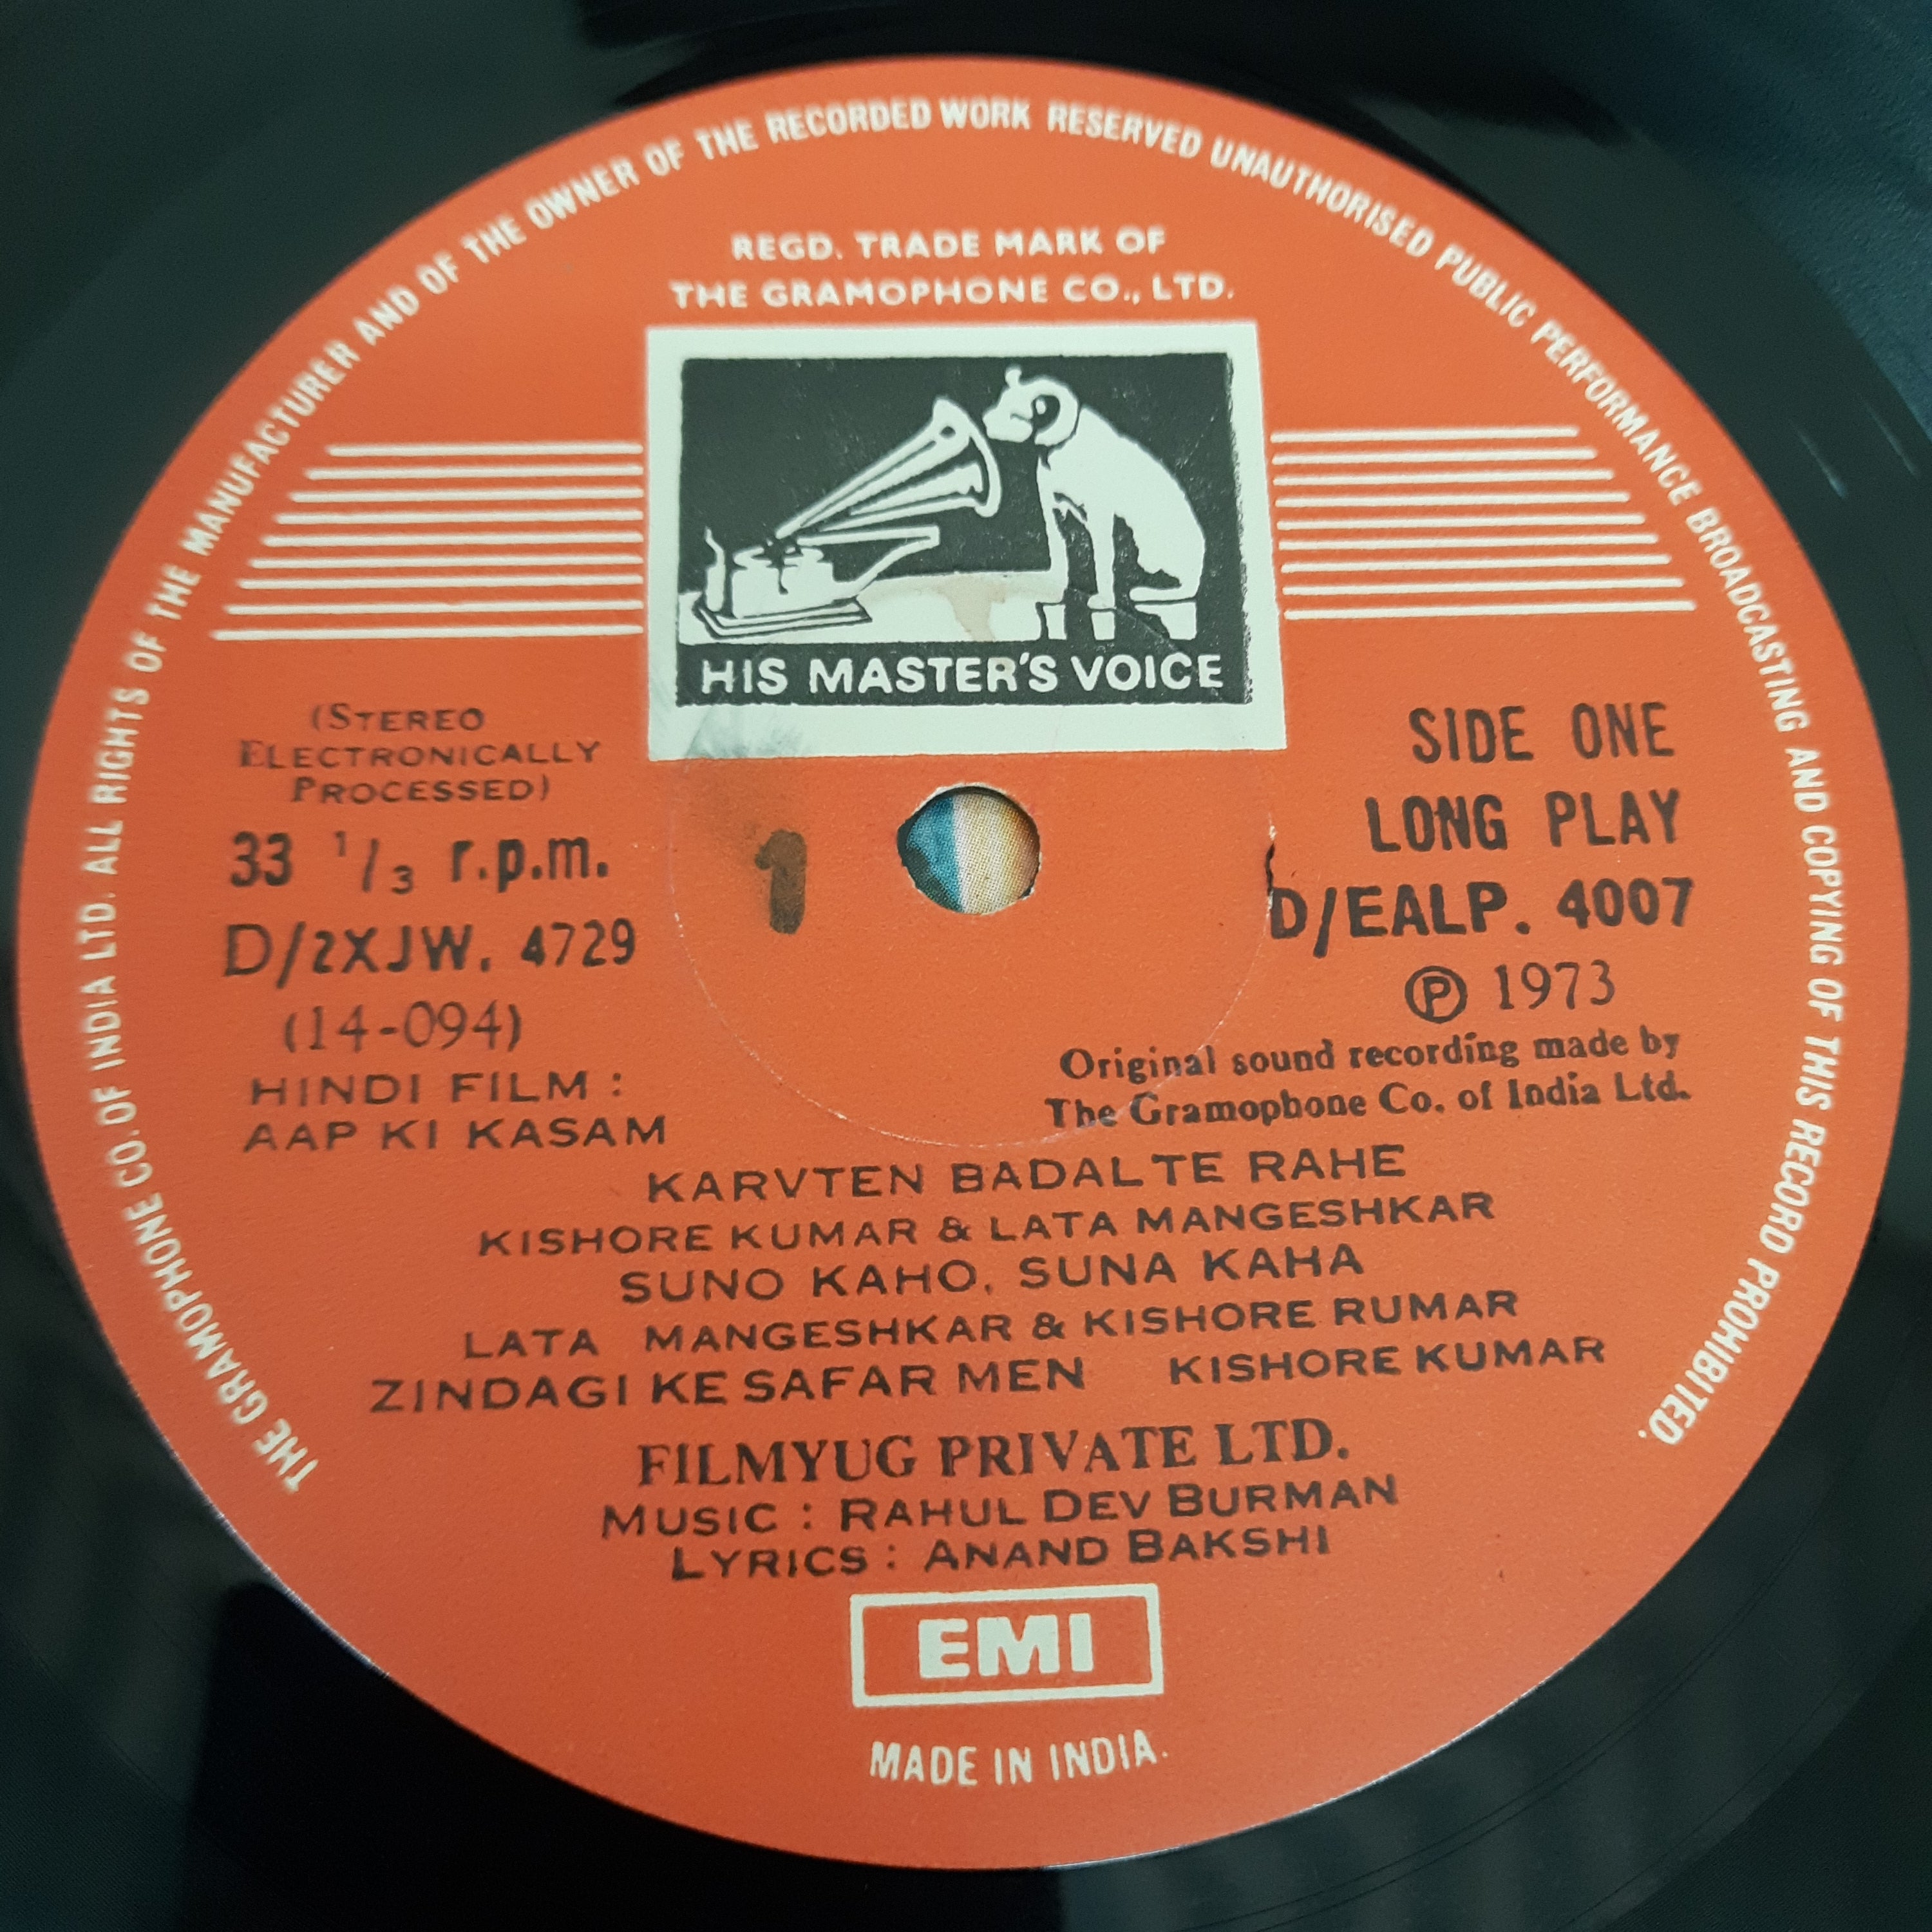 THE GRAMOPHONE CO. OF INDIA LTD. ALL RIGHTS OF THE MANUFACTURER AND OF THE OWNER OF THE RECORDED WORK RESERVED UNAUTHORISED PUBLIC PERFORMANCE BROADCASTING AND COPYING OF THIS RECORD PROHIBITED.
REGD. TRADE MARK OF
THE GRAMOPHONE CO., LTD.
HIS MASTER'S VOICE
(STEREO
ELECTRONICALLY
PROCESSED)
33 1/3 r.p.m.
D/2XJW. 4729
(14-094)
HINDI FILM :
AAP KI KASAM
1
SIDE ONE
LONG PLAY
D/EALP. 4007
Ⓟ 1973
Original sound recording made by
The Gramophone Co. of India Ltd.
KARVTEN BADALTE RAHE
KISHORE KUMAR & LATA MANGESHKAR
SUNO KAHO, SUNA KAHA
LATA MANGESHKAR & KISHORE RUMAR
ZINDAGI KE SAFAR MEN KISHORE KUMAR
FILMYUG PRIVATE LTD.
MUSIC : RAHUL DEV BURMAN
LYRICS : ANAND BAKSHI
EMI
MADE IN INDIA.